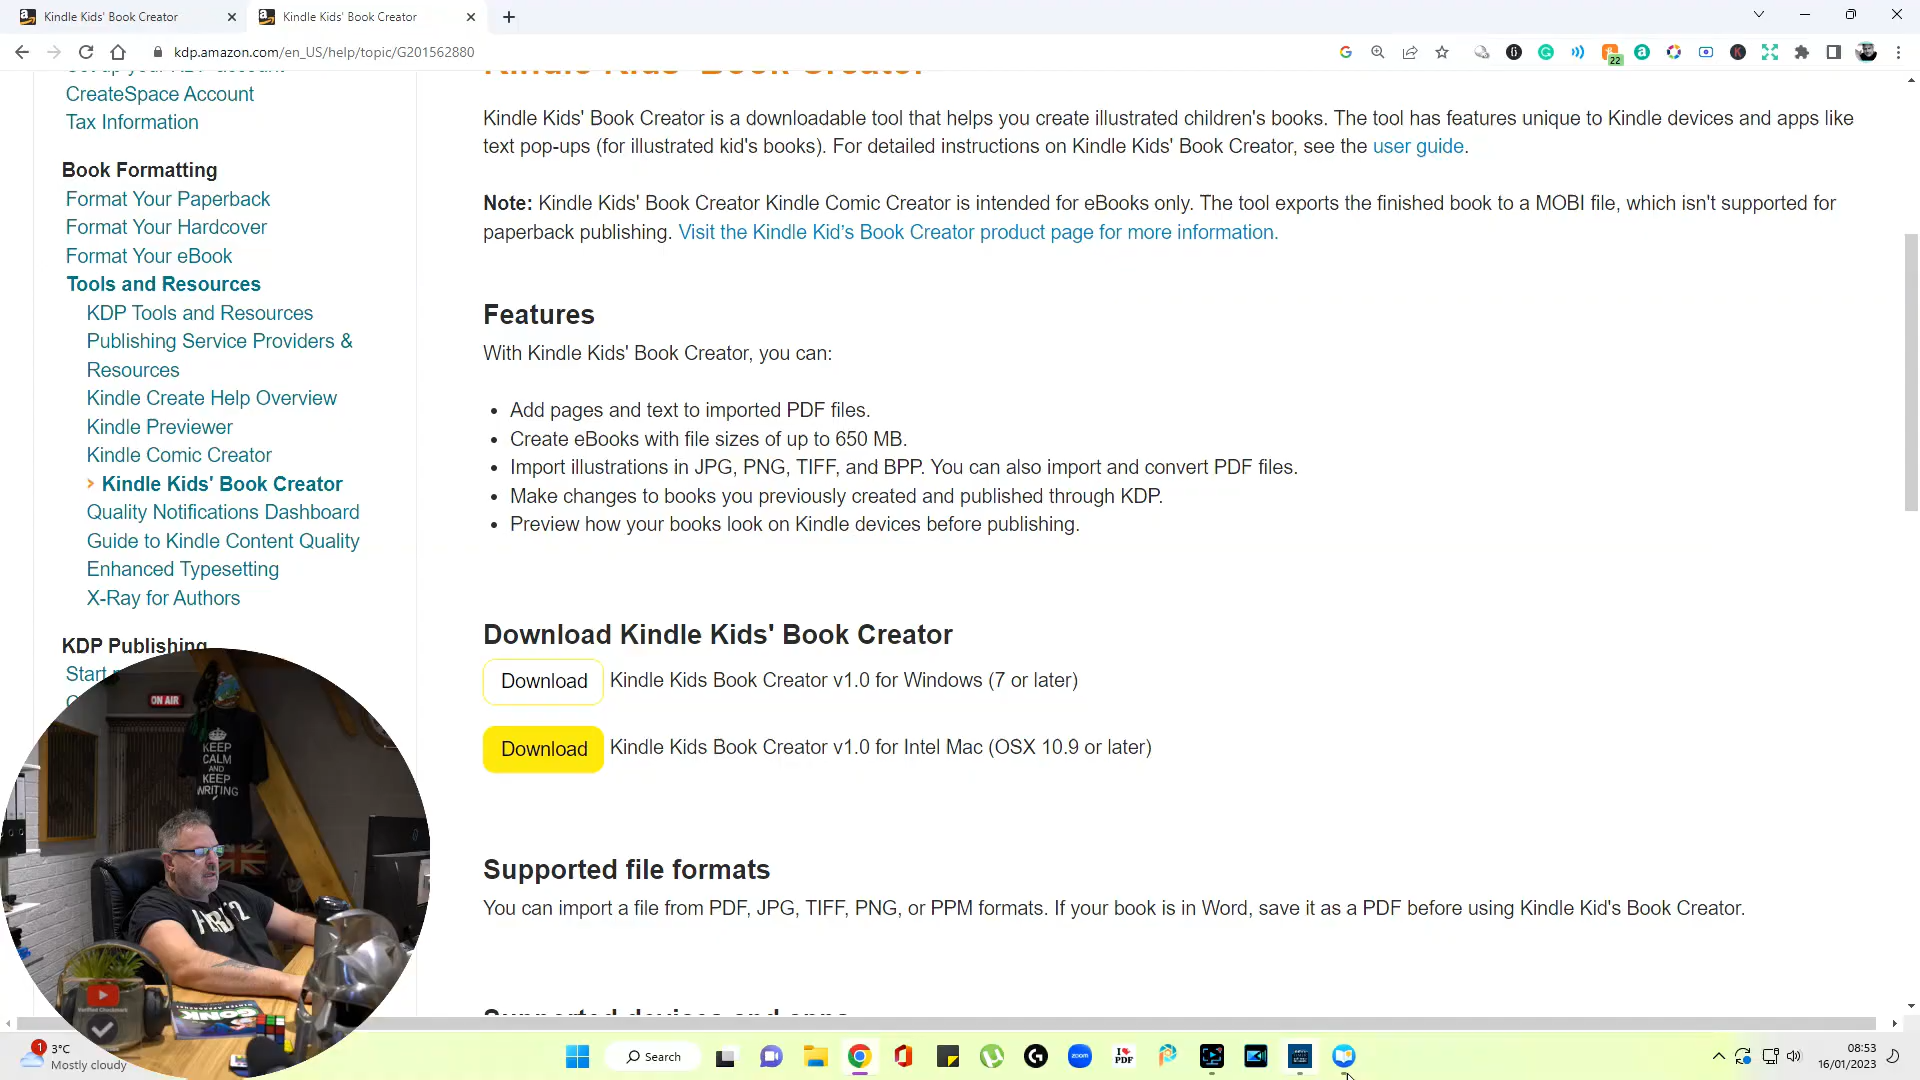 Kindle Kids' Book Creator
Kindle Kids' Book Creator
kdp.amazon.com/en_US/help/topic/G201562880
22
CreateSpace Account
Tax Information
Book Formatting
Format Your Paperback
Format Your Hardcover
Format Your eBook
Tools and Resources
KDP Tools and Resources
Publishing Service Providers &
Resources
Kindle Create Help Overview
Kindle Previewer
Kindle Comic Creator
› Kindle Kids' Book Creator
Quality Notifications Dashboard
Guide to Kindle Content Quality
Enhanced Typesetting
X-Ray for Authors
KDP Publishing
Start
Kindle Kids' Book Creator
Kindle Kids' Book Creator is a downloadable tool that helps you create illustrated children's books. The tool has features unique to Kindle devices and apps like
text pop-ups (for illustrated kid's books). For detailed instructions on Kindle Kids' Book Creator, see the user guide.
Note: Kindle Kids' Book Creator Kindle Comic Creator is intended for eBooks only. The tool exports the finished book to a MOBI file, which isn't supported for
paperback publishing. Visit the Kindle Kid's Book Creator product page for more information.
Features
With Kindle Kids' Book Creator, you can:
• Add pages and text to imported PDF files.
• Create eBooks with file sizes of up to 650 MB.
• Import illustrations in JPG, PNG, TIFF, and BPP. You can also import and convert PDF files.
• Make changes to books you previously created and published through KDP.
• Preview how your books look on Kindle devices before publishing.
Download Kindle Kids' Book Creator
Download Kindle Kids Book Creator v1.0 for Windows (7 or later)
Download Kindle Kids Book Creator v1.0 for Intel Mac (OSX 10.9 or later)
Supported file formats
You can import a file from PDF, JPG, TIFF, PNG, or PPM formats. If your book is in Word, save it as a PDF before using Kindle Kid's Book Creator.
Supported devices and apps
ON AIR
KEEP
CALM
AND
KEEP
WRITING
GONK
1
3°C
Mostly cloudy
Search
zoom
I ♥
PDF
08:53
16/01/2023